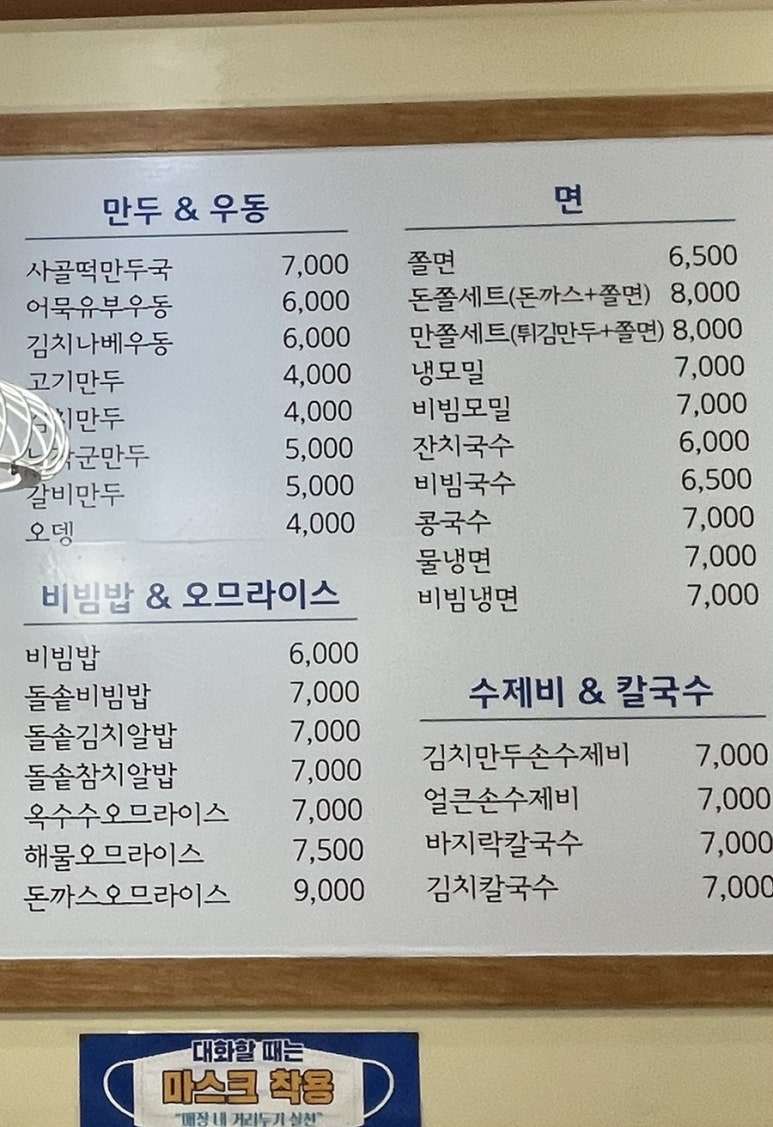 만두 & 우동
사골떡만두국 7,000
어묵유부우동 6,000
김치나베우동 6,000
고기만두 4,000
만두 4,000
군만두 5,000
갈비만두 5,000
오뎅 4,000
비빔밥 & 오므라이스
비빔밥 6,000
돌솥비빔밥 7,000
돌솥김치알밥 7,000
돌솥참치알밥 7,000
옥수수오므라이스 7,000
해물오므라이스 7,500
돈까스오므라이스 9,000
면
쫄면 6,500
돈쫄세트(돈까스+쫄면) 8,000
만쫄세트(튀김만두+쫄면) 8,000
냉모밀 7,000
비빔모밀 7,000
잔치국수 6,000
비빔국수 6,500
콩국수 7,000
물냉면 7,000
비빔냉면 7,000
수제비 & 칼국수
김치만두손수제비 7,000
얼큰손수제비 7,000
바지락칼국수 7,000
김치칼국수 7,000
대화할 때는
마스크 착용
"매장 내 거리두기 실천"